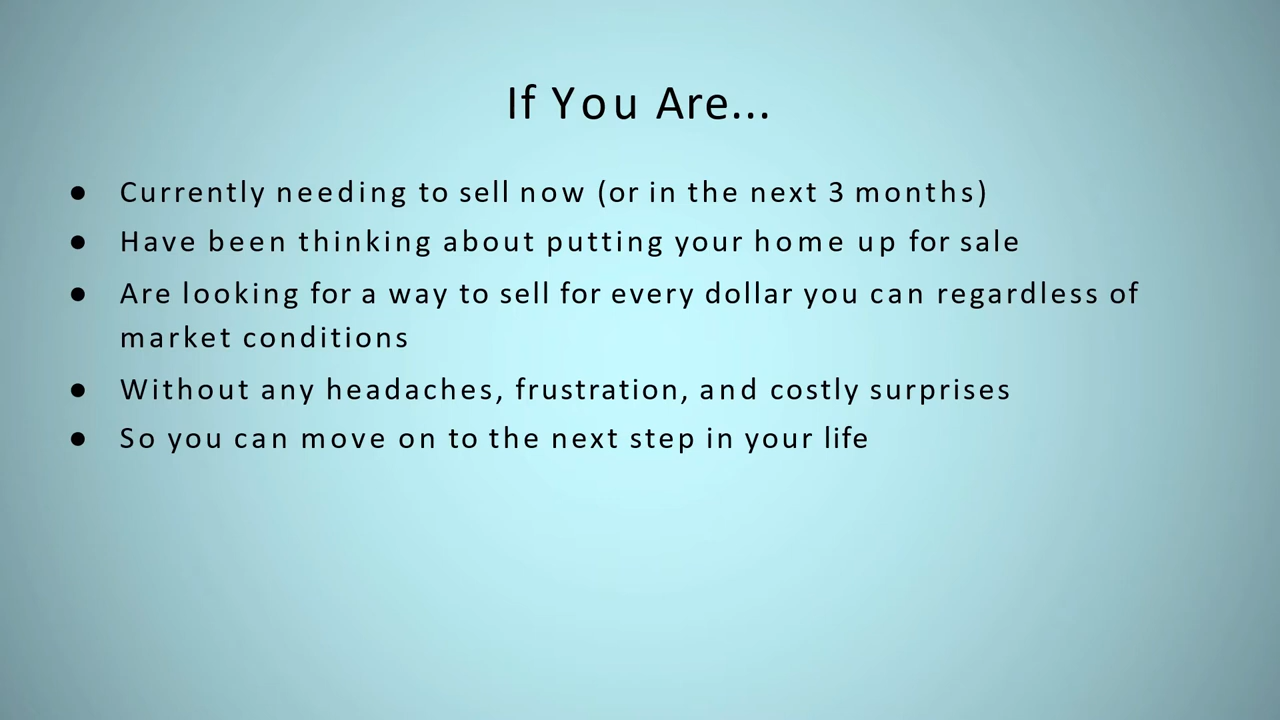 If You Are...
● Currently needing to sell now (or in the next 3 months)
● Have been thinking about putting your home up for sale
● Are looking for a way to sell for every dollar you can regardless of
market conditions
● Without any headaches, frustration, and costly surprises
● So you can move on to the next step in your life